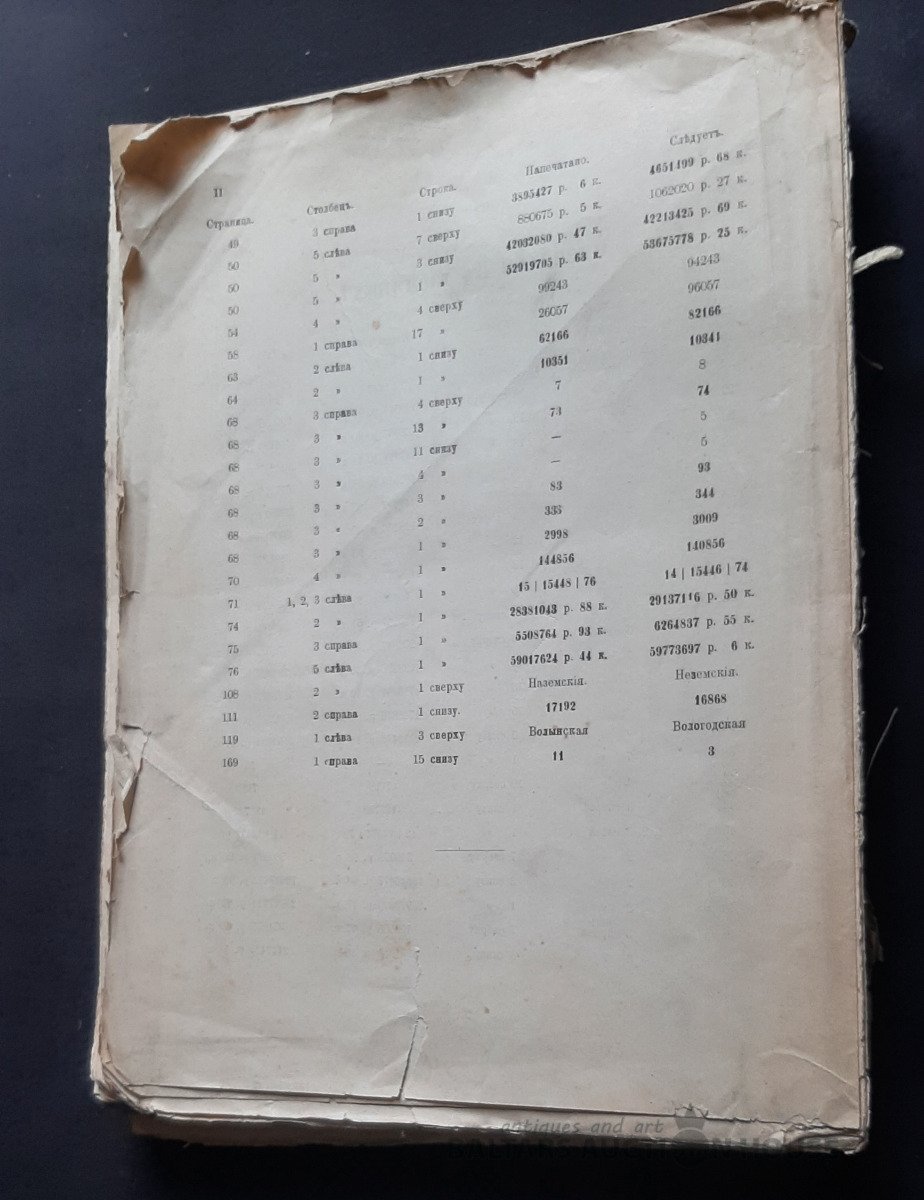 II
Страница. Столбецъ. Строка. Напечатано. Слѣдуетъ.
49 3 справа 1 снизу 3895427 р. 6 к. 4651499 р. 68 к.
50 5 слѣва 7 сверху 880675 р. 5 к. 1062020 р. 27 к.
50 5 » 3 снизу 42032080 р. 47 к. 42213425 р. 69 к.
50 5 » 1 » 52919705 р. 63 к. 53675778 р. 25 к.
54 4 » 4 сверху 99243 94243
58 1 справа 17 » 26057 96057
63 2 слѣва 1 снизу 62166 82166
64 2 » 1 » 10351 10341
68 3 справа 4 сверху 7 8
68 3 » 13 » 73 74
68 3 » 11 снизу — 5
68 3 » 4 » — 5
68 3 » 3 » 83 93
68 3 » 2 » 335 344
68 3 » 1 » 2998 3009
70 4 » 1 » 144856 140856
71 1, 2, 3 слѣва 1 » 15 | 15448 | 76 14 | 15446 | 74
74 2 » 1 » 28381043 р. 88 к. 29137116 р. 50 к.
75 3 справа 1 » 5508764 р. 93 к. 6264837 р. 55 к.
76 5 слѣва 1 » 59017624 р. 44 к. 59773697 р. 6 к.
108 2 » 1 сверху Наземскія. Неземскія.
111 2 справа 1 снизу. 17192 16868
119 1 слѣва 3 сверху Волынская Вологодская
169 1 справа 15 снизу 11 3
antiques and art